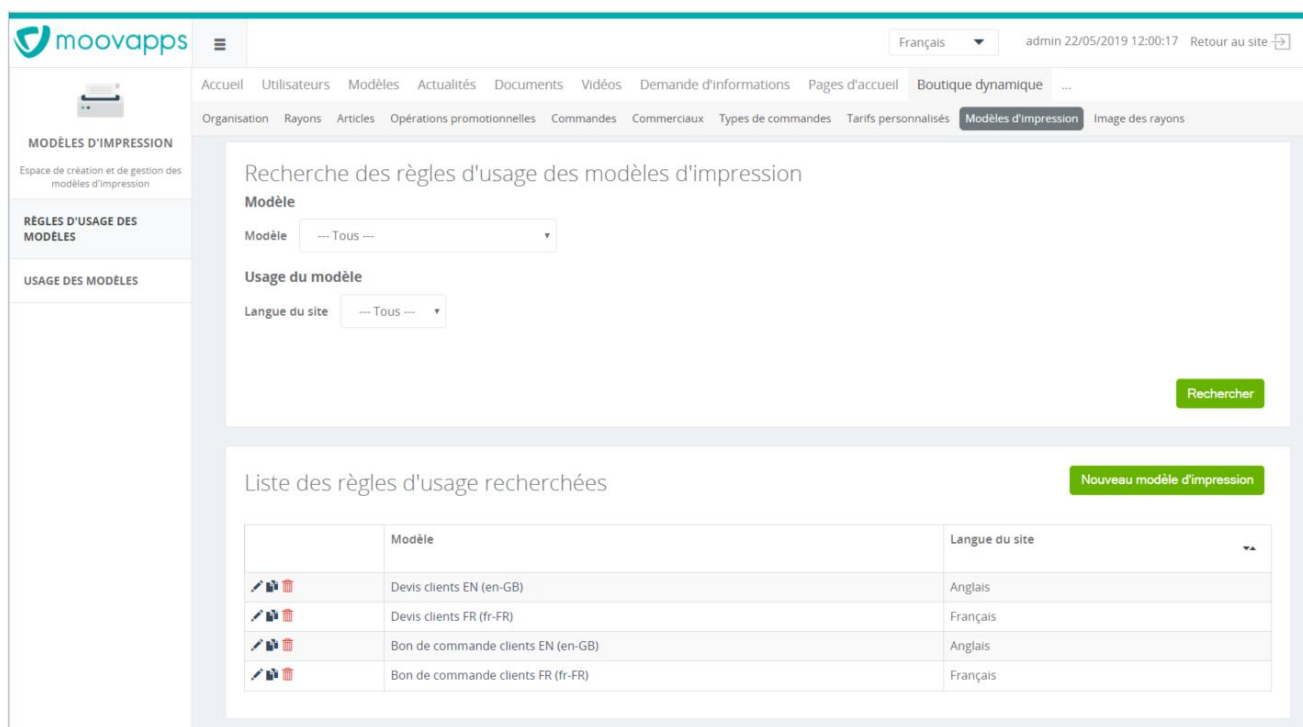 moovapps
Français
admin 22/05/2019 12:00:17 Retour au site
MODÈLES D'IMPRESSION
Espace de création et de gestion des
modèles d'impression
RÈGLES D'USAGE DES
MODÈLES
USAGE DES MODÈLES
Accueil Utilisateurs Modèles Actualités Documents Vidéos Demande d'informations Pages d'accueil Boutique dynamique ...
Organisation Rayons Articles Opérations promotionnelles Commandes Commerciaux Types de commandes Tarifs personnalisés Modèles d'impression Image des rayons
Recherche des règles d'usage des modèles d'impression
Modèle
Modèle --- Tous ---
Usage du modèle
Langue du site --- Tous ---
Rechercher
Liste des règles d'usage recherchées
Nouveau modèle d'impression
Modèle Langue du site
Devis clients EN (en-GB) Anglais
Devis clients FR (fr-FR) Français
Bon de commande clients EN (en-GB) Anglais
Bon de commande clients FR (fr-FR) Français